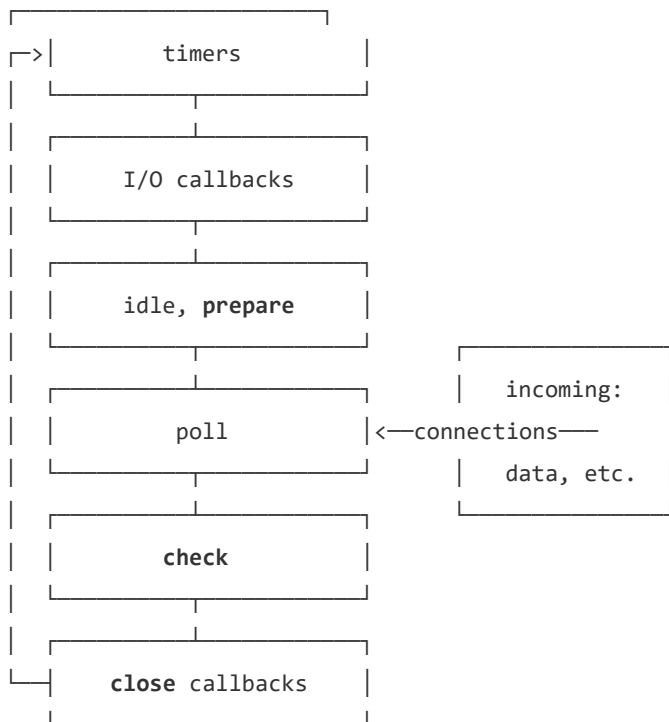 timers
I/O callbacks
idle, prepare
incoming:
poll
connections
data, etc.
check
close callbacks